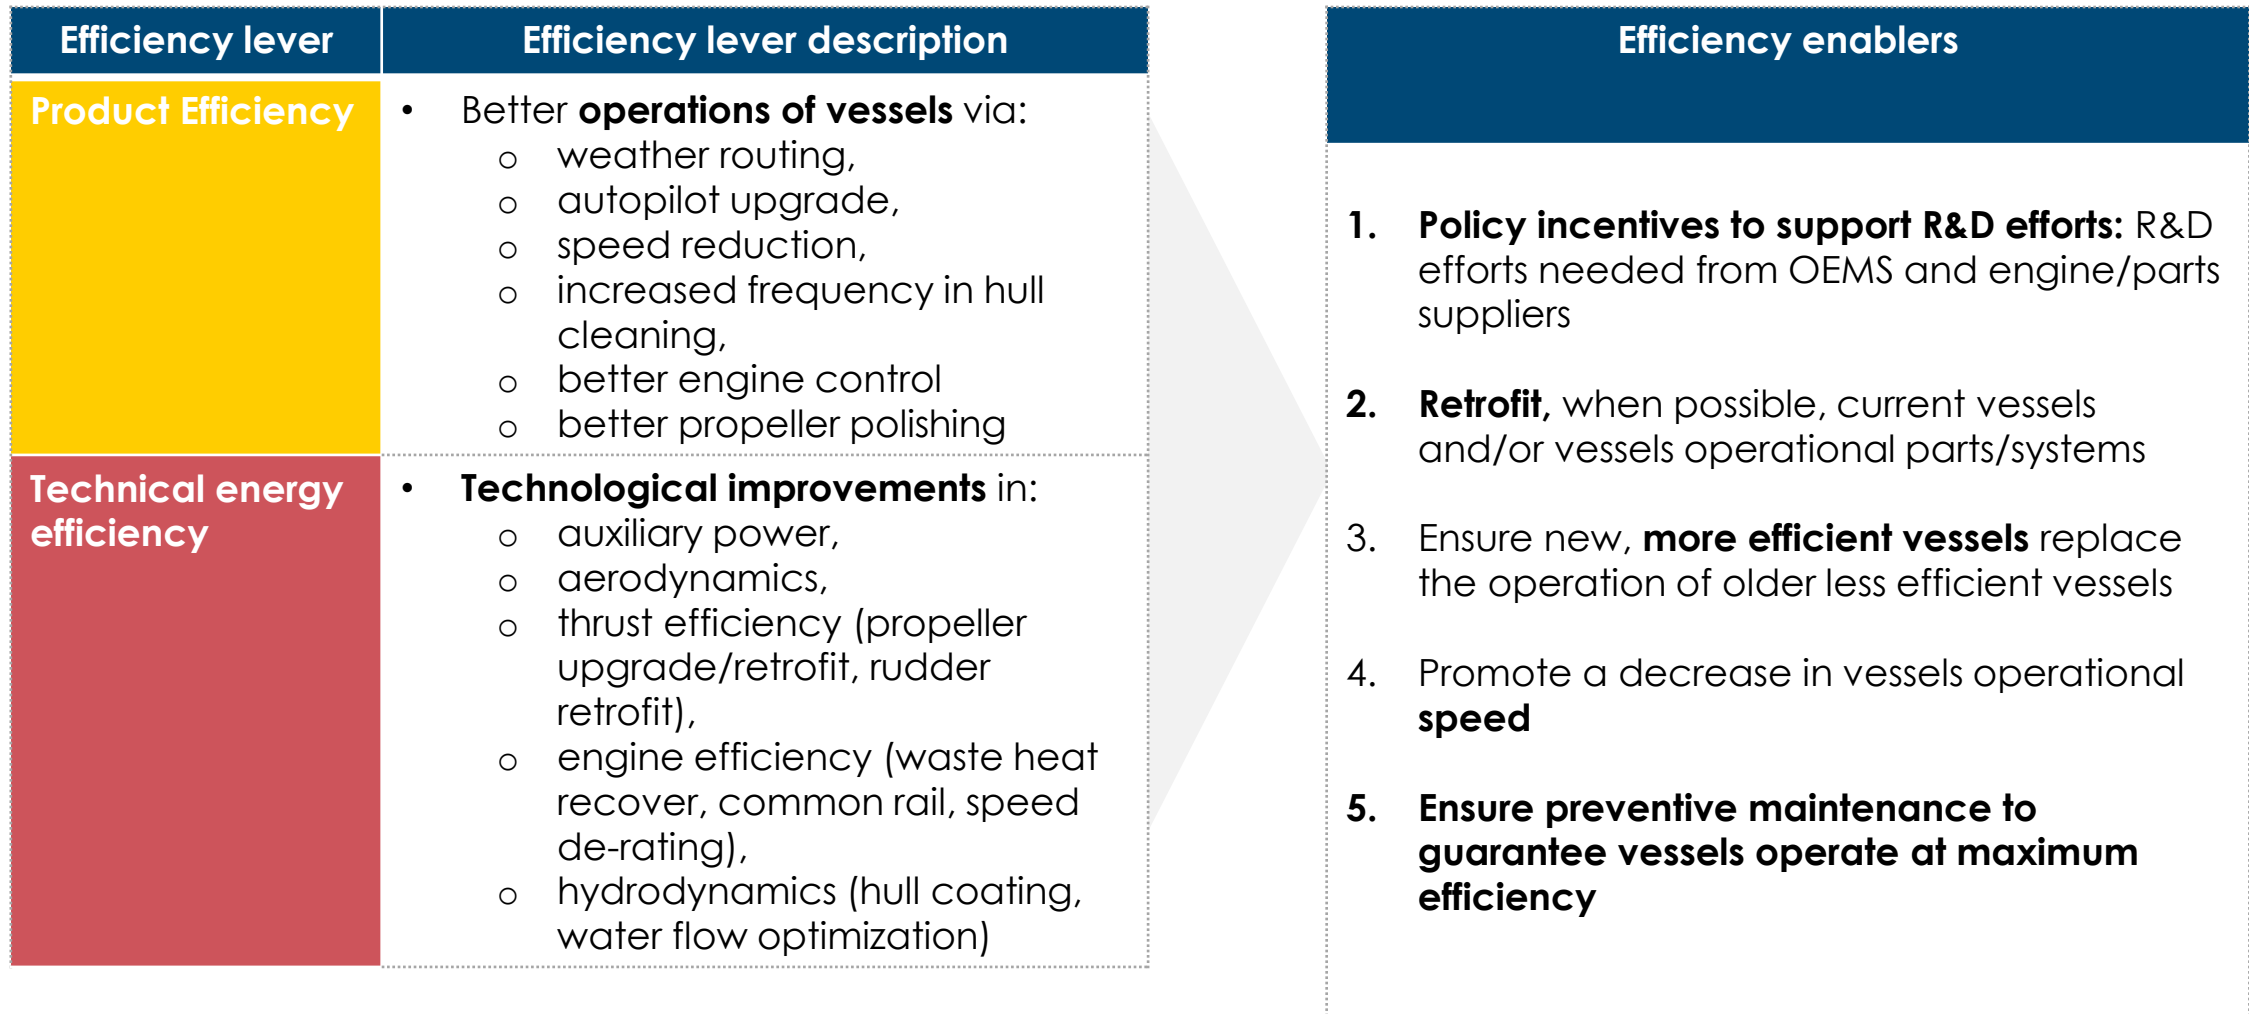 Efficiency lever
Efficiency lever description
Product Efficiency
• Better operations of vessels via:
o weather routing,
o autopilot upgrade,
o speed reduction,
o increased frequency in hull
cleaning,
o better engine control
o better propeller polishing
Technical energy
efficiency
• Technological improvements in:
o auxiliary power,
o aerodynamics,
o thrust efficiency (propeller
upgrade/retrofit, rudder
retrofit),
o engine efficiency (waste heat
recover, common rail, speed
de-rating),
o hydrodynamics (hull coating,
water flow optimization)
Efficiency enablers
1. Policy incentives to support R&D efforts: R&D
efforts needed from OEMS and engine/parts
suppliers
2. Retrofit, when possible, current vessels
and/or vessels operational parts/systems
3. Ensure new, more efficient vessels replace
the operation of older less efficient vessels
4. Promote a decrease in vessels operational
speed
5. Ensure preventive maintenance to
guarantee vessels operate at maximum
efficiency